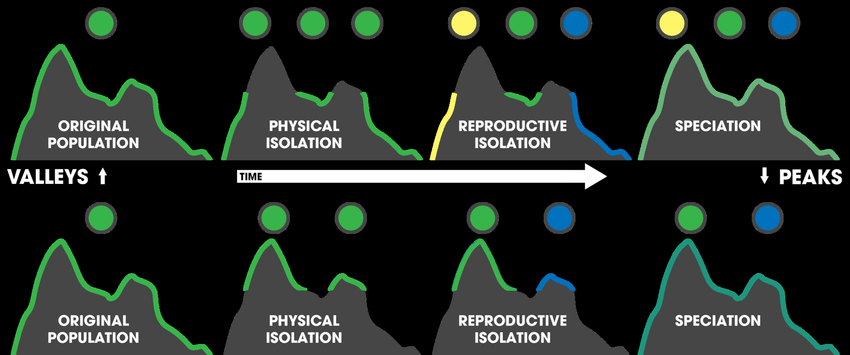 ORIGINAL
POPULATION
PHYSICAL
ISOLATION
REPRODUCTIVE
ISOLATION
SPECIATION
VALLEYS ⬆
TIME
⬇ PEAKS
ORIGINAL
POPULATION
PHYSICAL
ISOLATION
REPRODUCTIVE
ISOLATION
SPECIATION